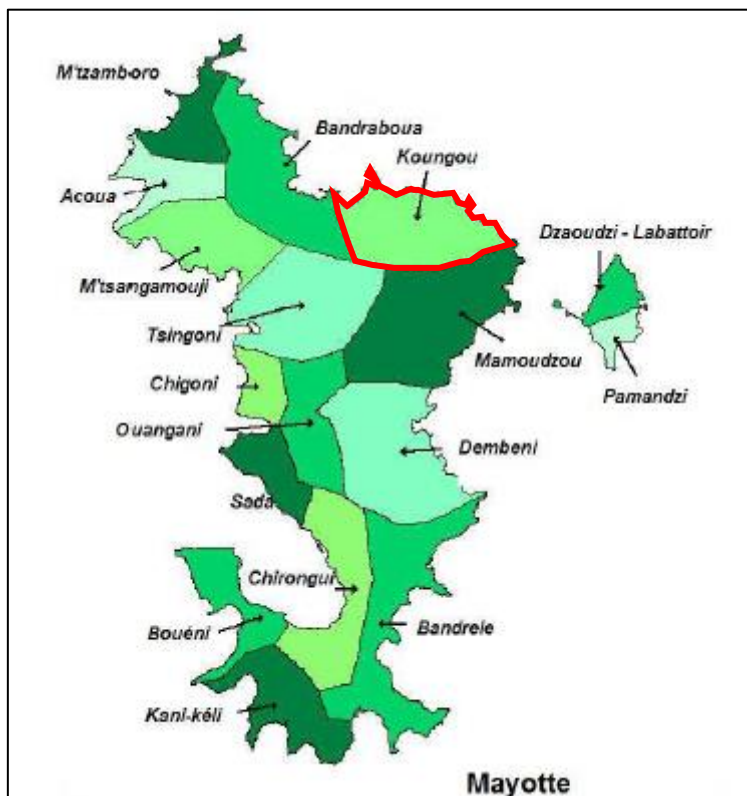 M'tzamboro
Bandraboua
Koungou
Acoua
Dzaoudzi - Labattoir
M'tsangamouji
Tsingoni
Mamoudzou
Chigoni
Pamandzi
Ouangani
Dembeni
Sada
Chirongui
Bouéni
Bandrele
Kani-kéli
Mayotte